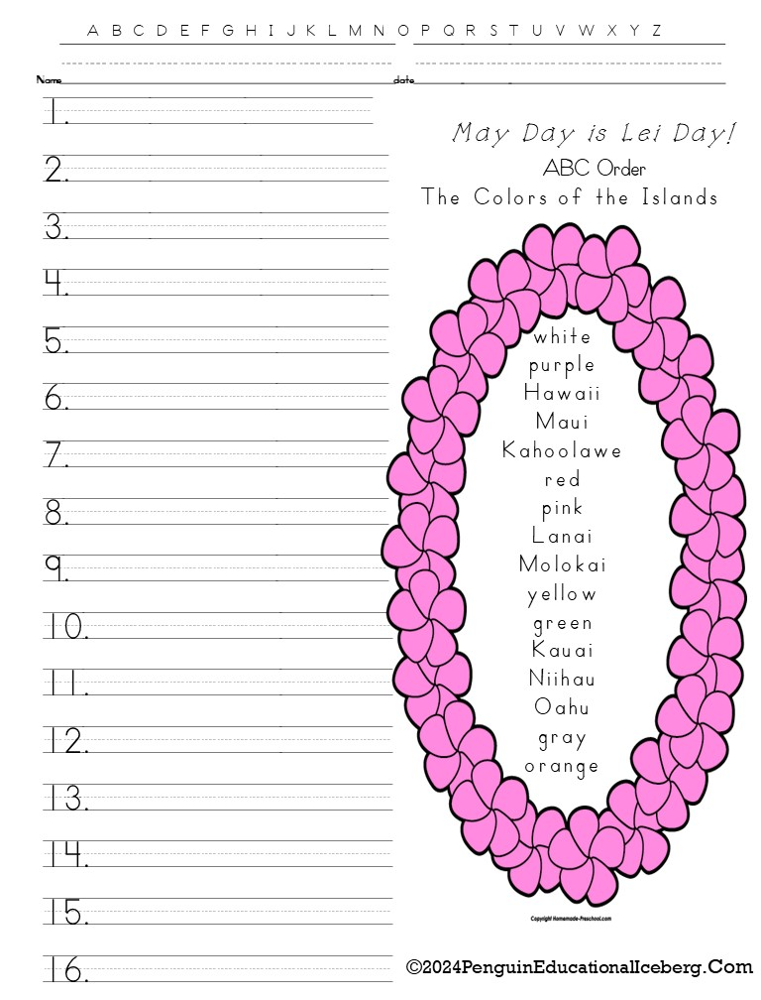 A B C D E F G H I J K L M N O P Q R S T U V W X Y Z
Name
date
1.
2.
3.
4.
5.
6.
7.
8.
9.
10.
11.
12.
13.
14.
15.
16.
May Day is Lei Day!
ABC Order
The Colors of the Islands
white
purple
Hawaii
Maui
Kahoolawe
red
pink
Lanai
Molokai
yellow
green
Kauai
Niihau
Oahu
gray
orange
Copyright Homemade-Preschool.com
©2024PenguinEducationalIceberg.Com